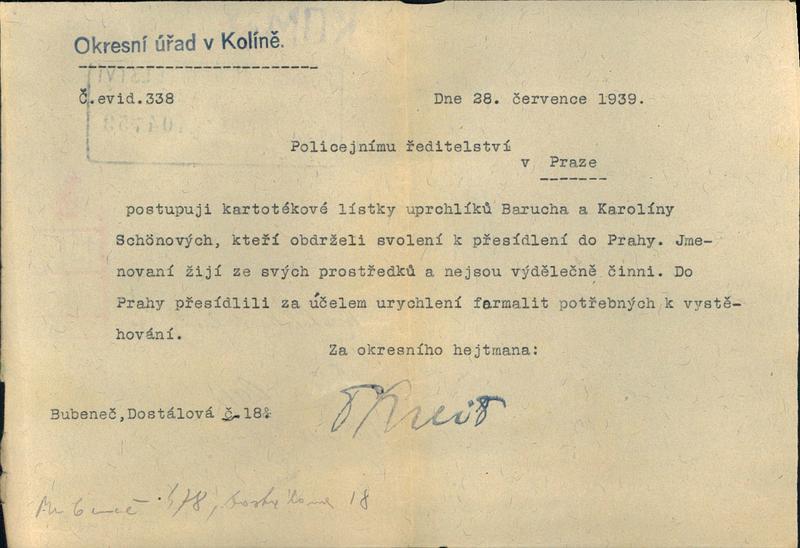 Okresní úřad v Kolíně.
Č.evid.338
Dne 28. července 1939.
Policejnímu ředitelství
v Praze
postupuji kartotékové lístky uprchlíků Barucha a Karolíny
Schönových, kteří obdrželi svolení k přesídlení do Prahy. Jme-
novaní žijí ze svých prostředků a nejsou výdělečně činni. Do
Prahy přesídlili za účelem urychlení farmalit potřebných k vystě-
hování.
Za okresního hejtmana:
Bubeneč,Dostálová č.18
18